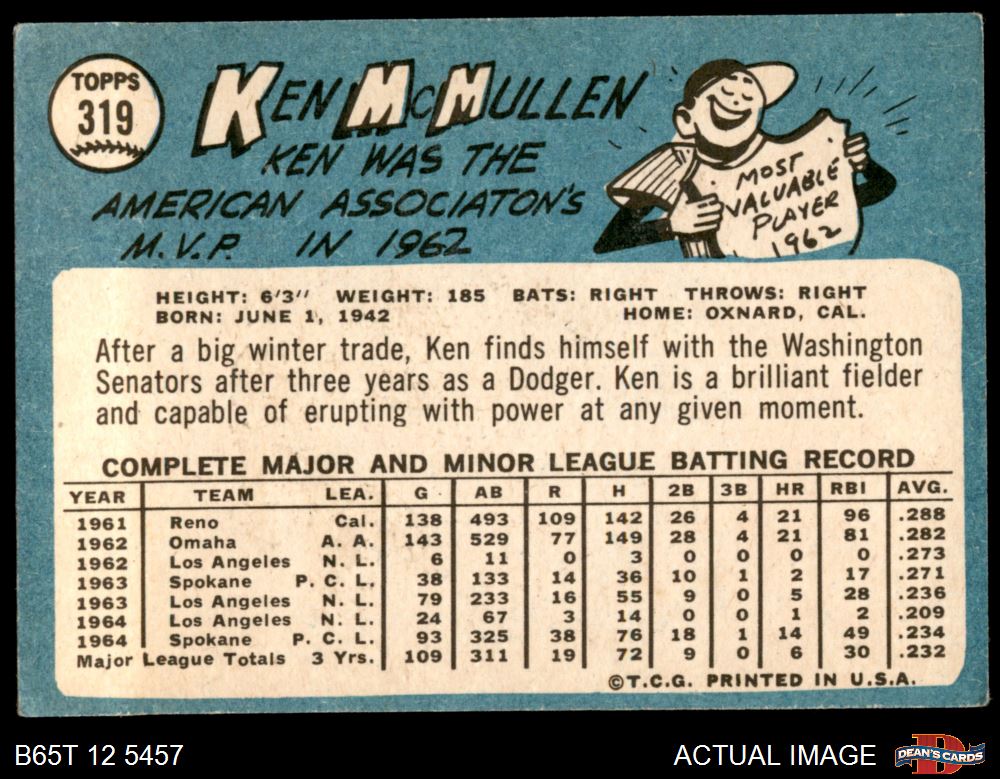 TOPPS
319
KEN McMULLEN
KEN WAS THE
AMERICAN ASSOCIATON'S
M.V.P. IN 1962
MOST
VALUABLE
PLAYER
1962
HEIGHT: 6'3" WEIGHT: 185 BATS: RIGHT THROWS: RIGHT
BORN: JUNE 1, 1942 HOME: OXNARD, CAL.
After a big winter trade, Ken finds himself with the Washington
Senators after three years as a Dodger. Ken is a brilliant fielder
and capable of erupting with power at any given moment.
COMPLETE MAJOR AND MINOR LEAGUE BATTING RECORD
YEAR TEAM LEA. G AB R H 2B 3B HR RBI AVG.
1961 Reno Cal. 138 493 109 142 26 4 21 96 .288
1962 Omaha A. A. 143 529 77 149 28 4 21 81 .282
1962 Los Angeles N. L. 6 11 0 3 0 0 0 0 .273
1963 Spokane P. C. L. 38 133 14 36 10 1 2 17 .271
1963 Los Angeles N. L. 79 233 16 55 9 0 5 28 .236
1964 Los Angeles N. L. 24 67 3 14 0 0 1 2 .209
1964 Spokane P. C. L. 93 325 38 76 18 1 14 49 .234
Major League Totals 3 Yrs. 109 311 19 72 9 0 6 30 .232
©T.C.G. PRINTED IN U.S.A.
B65T 12 5457 ACTUAL IMAGE D DEAN'S CARDS